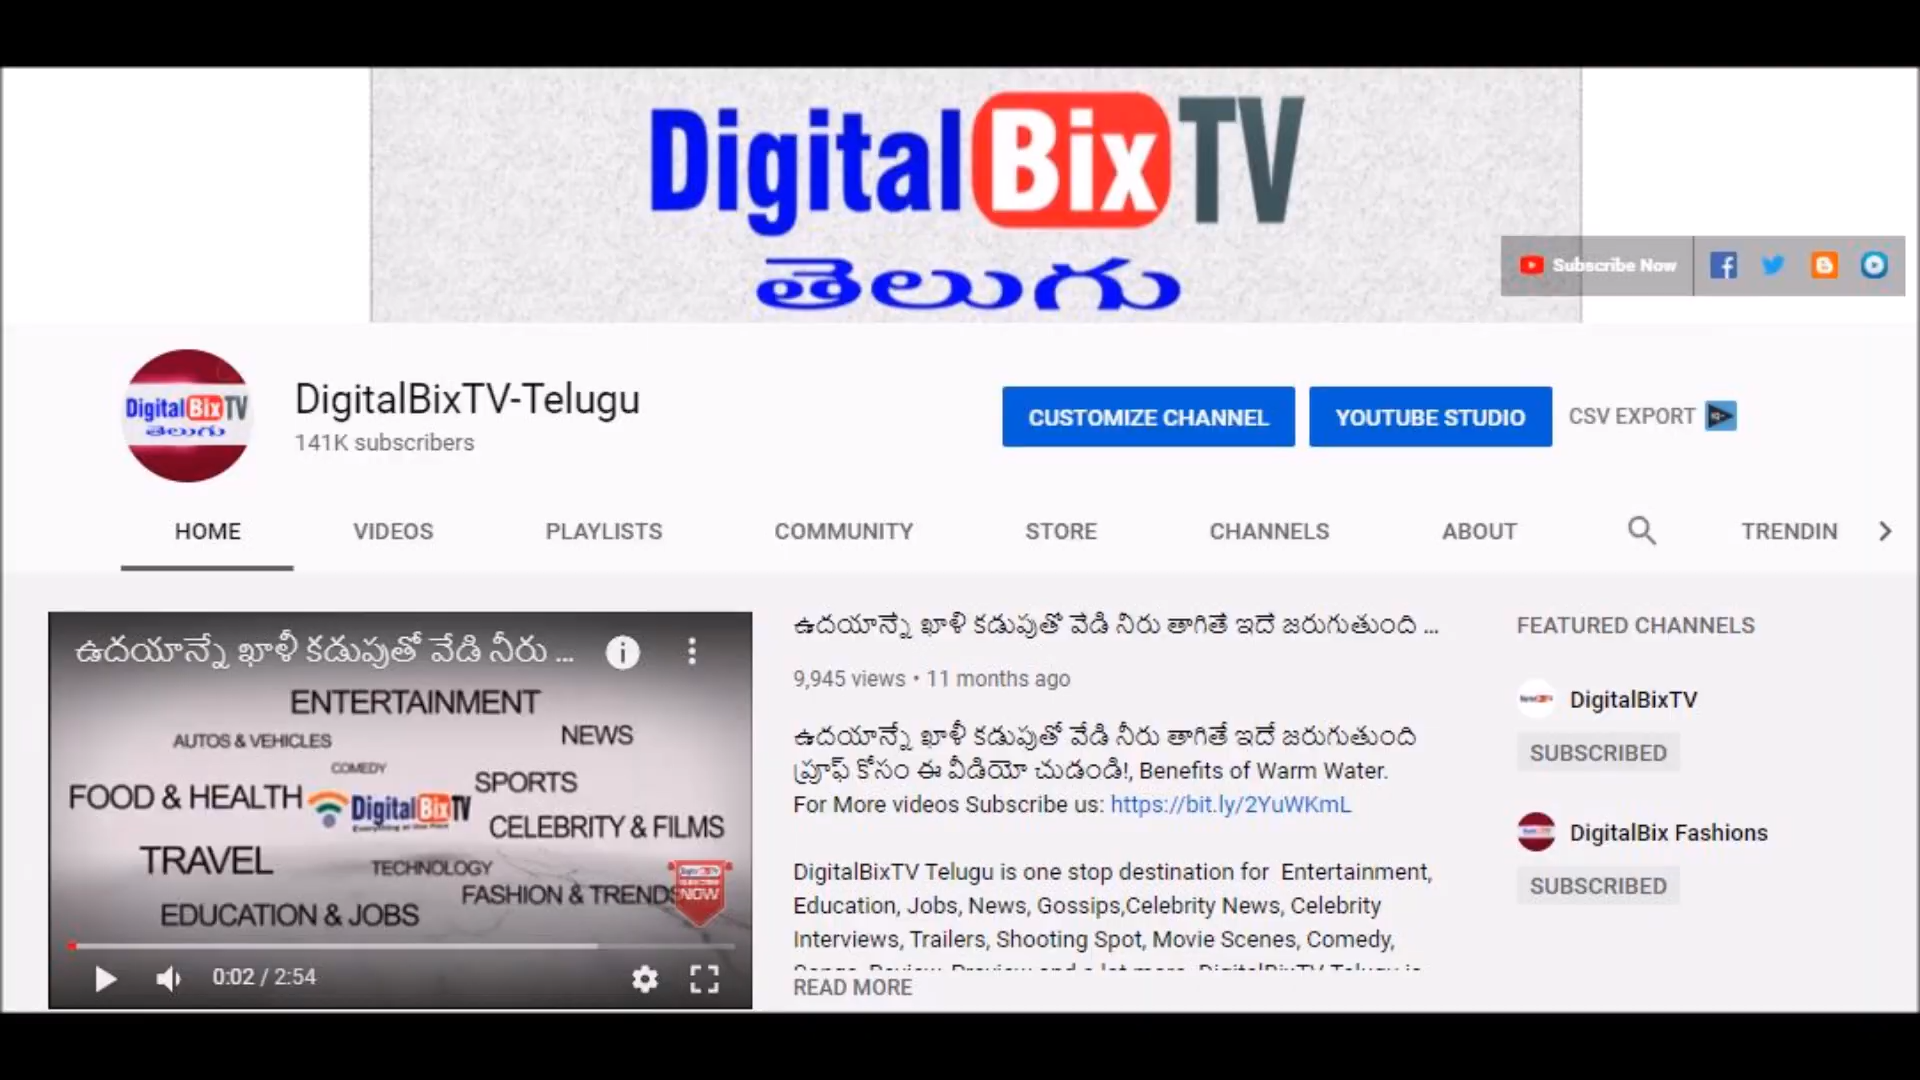 DigitalBixTV
తెలుగు
Subscribe Now
DigitalBixTV
తెలుగు
DigitalBixTV-Telugu
141K subscribers
CUSTOMIZE CHANNEL
YOUTUBE STUDIO
CSV EXPORT
HOME
VIDEOS
PLAYLISTS
COMMUNITY
STORE
CHANNELS
ABOUT
TRENDIN
ఉదయాన్నే ఖాళీ కడుపుతో వేడి నీరు ...
ENTERTAINMENT
AUTOS & VEHICLES
NEWS
COMEDY
SPORTS
FOOD & HEALTH
DigitalBixTV
CELEBRITY & FILMS
TRAVEL
TECHNOLOGY
FASHION & TRENDS
NOW
EDUCATION & JOBS
0:02 / 2:54
ఉదయాన్నే ఖాళీ కడుపుతో వేడి నీరు తాగితే ఇదే జరుగుతుంది ...
9,945 views • 11 months ago
ఉదయాన్నే ఖాళీ కడుపుతో వేడి నీరు తాగితే ఇదే జరుగుతుంది
ప్రూఫ్ కోసం ఈ వీడియో చుడండి!, Benefits of Warm Water.
For More videos Subscribe us: https://bit.ly/2YuWKmL
DigitalBixTV Telugu is one stop destination for Entertainment,
Education, Jobs, News, Gossips,Celebrity News, Celebrity
Interviews, Trailers, Shooting Spot, Movie Scenes, Comedy,
READ MORE
FEATURED CHANNELS
DigitalBixTV
SUBSCRIBED
DigitalBix Fashions
SUBSCRIBED